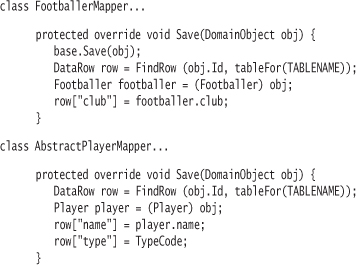 class FootballerMapper...
protected override void Save(DomainObject obj) {
base.Save(obj);
DataRow row = FindRow (obj.Id, tableFor(TABLENAME));
Footballer footballer = (Footballer) obj;
row["club"] = footballer.club;
}
class AbstractPlayerMapper...
protected override void Save(DomainObject obj) {
DataRow row = FindRow (obj.Id, tableFor(TABLENAME));
Player player = (Player) obj;
row["name"] = player.name;
row["type"] = TypeCode;
}